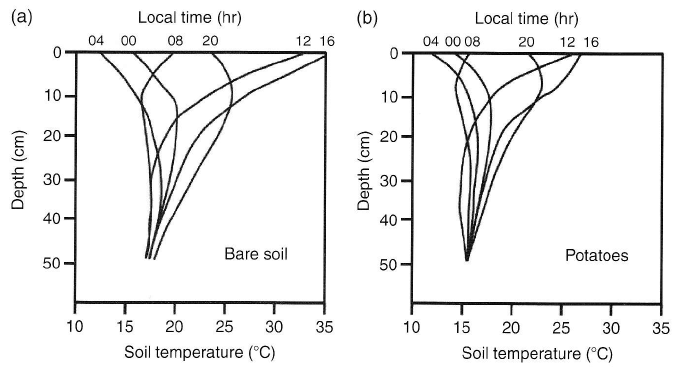 (a)
Local time (hr)
04 00 08 20 12 16
0
10
20
30
40
50
Depth (cm)
Bare soil
10 15 20 25 30 35
Soil temperature (°C)
(b)
Local time (hr)
04 00 08 20 12 16
0
10
20
30
40
50
Depth (cm)
Potatoes
10 15 20 25 30 35
Soil temperature (°C)